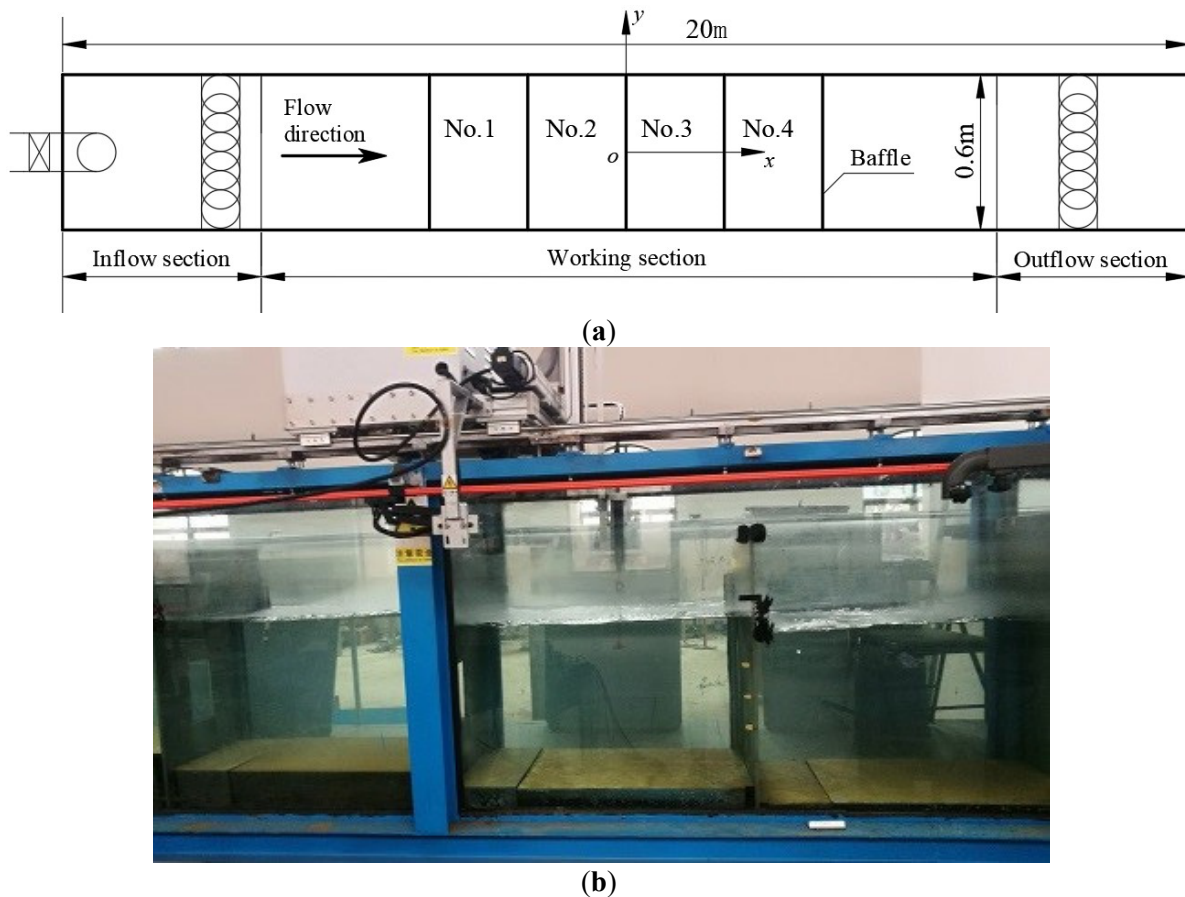 y
20m
Flow
direction
No.1
No.2
No.3
No.4
o
x
Baffle
0.6m
Inflow section
Working section
Outflow section
(a)
(b)